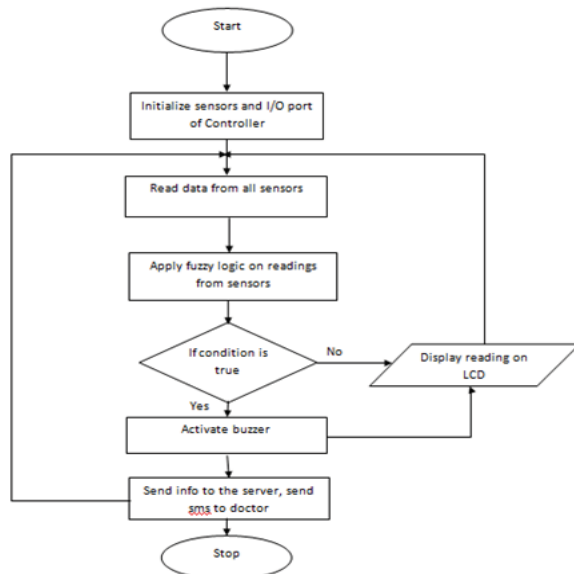 Start
Initialize sensors and I/O port
of Controller
Read data from all sensors
Apply fuzzy logic on readings
from sensors
If condition is
true
No
Display reading on
LCD
Yes
Activate buzzer
Send info to the server, send
sms to doctor
Stop